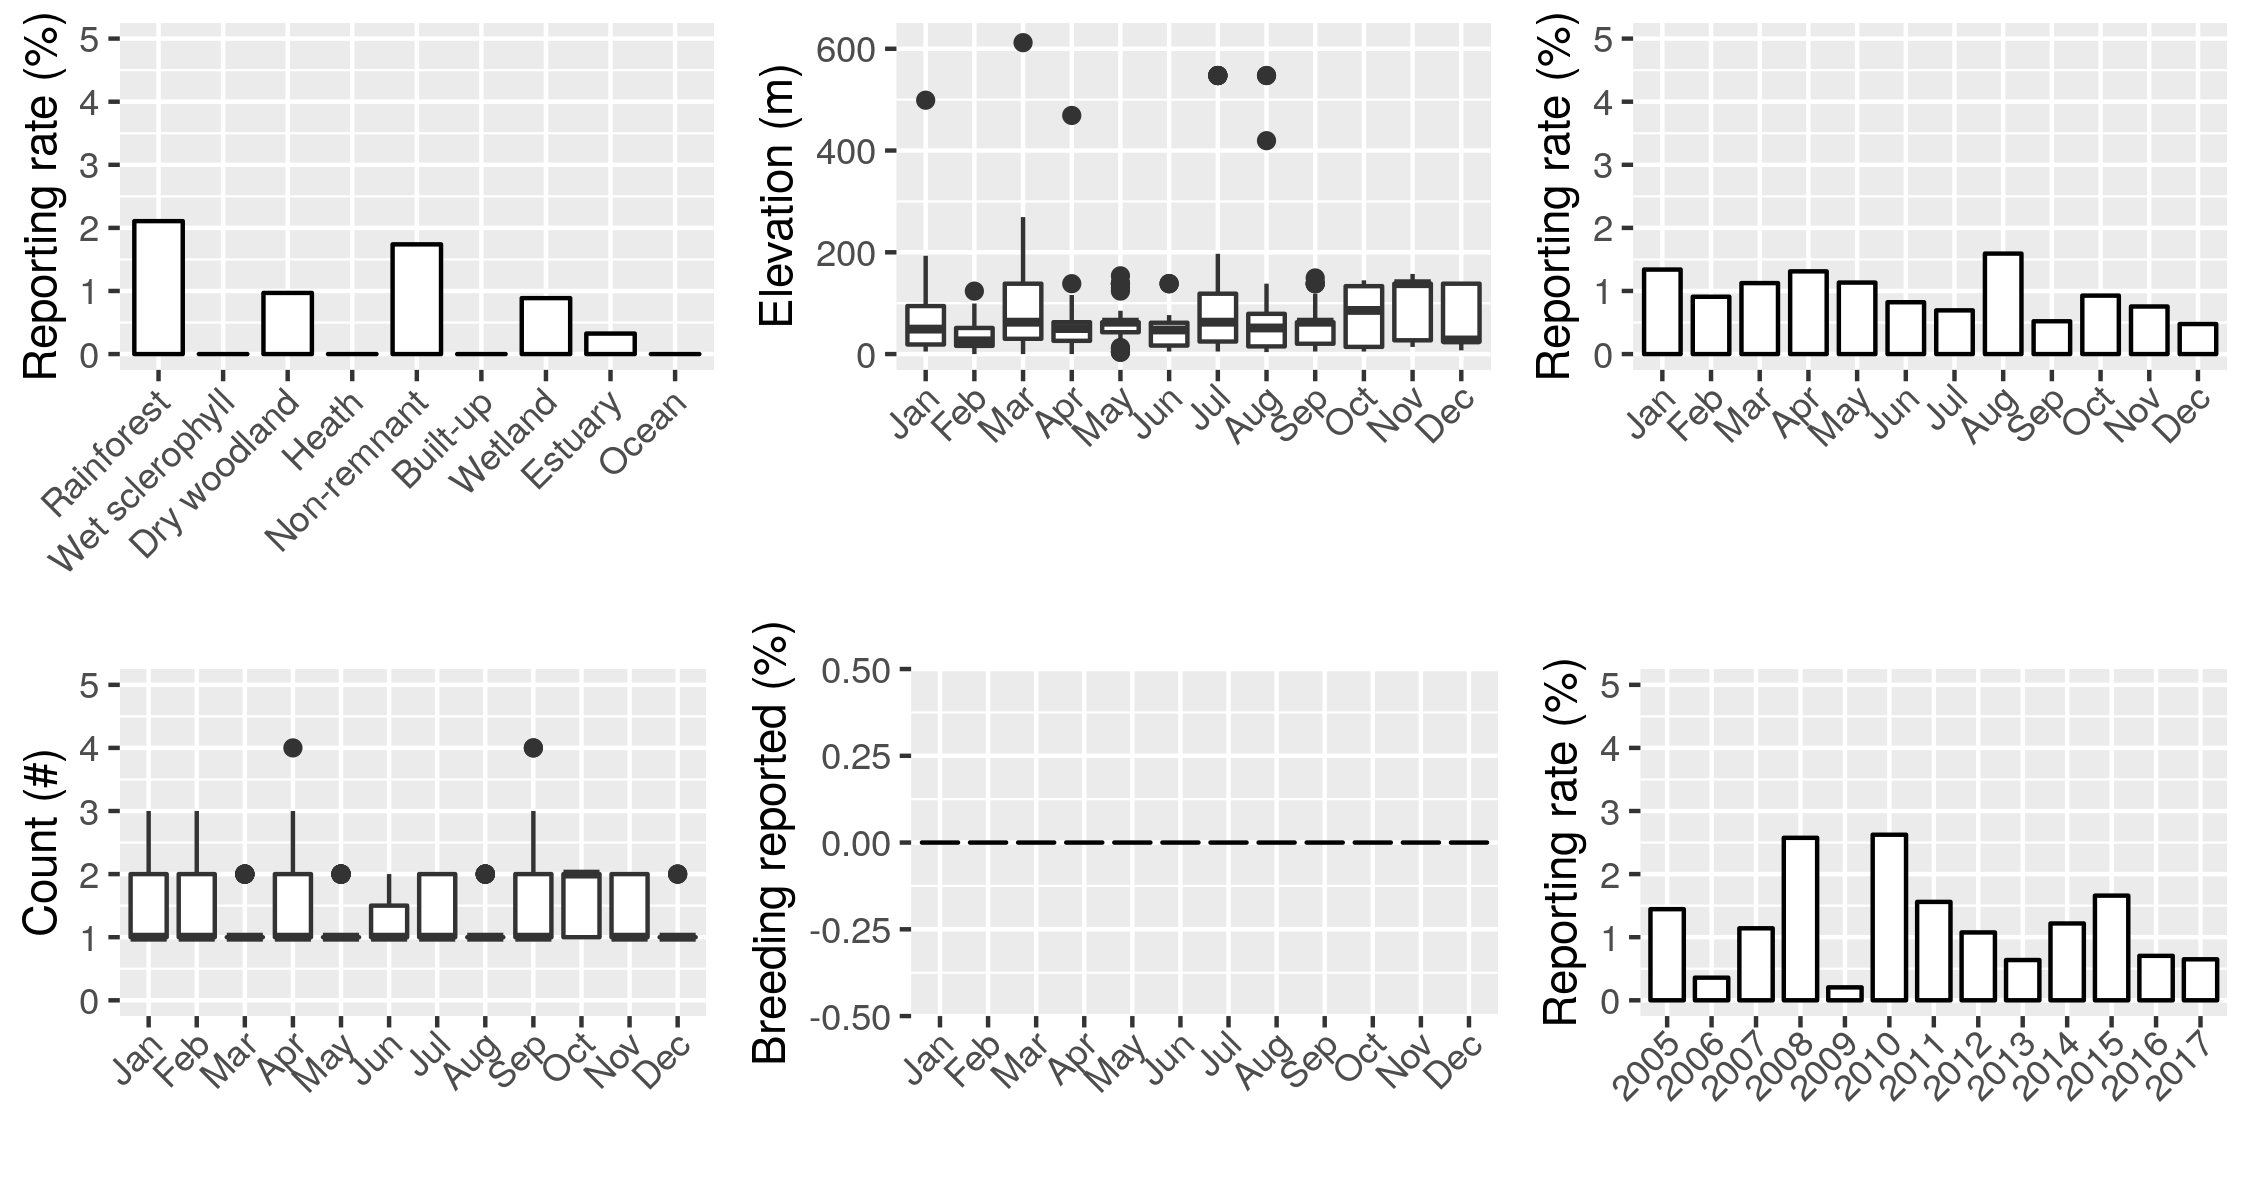 Reporting rate (%)
5
4
3
2
1
0
Rainforest
Wet sclerophyll
Dry woodland
Heath
Non-remnant
Built-up
Wetland
Estuary
Ocean
Elevation (m)
600
400
200
0
Jan
Feb
Mar
Apr
May
Jun
Jul
Aug
Sep
Oct
Nov
Dec
Reporting rate (%)
5
4
3
2
1
0
Jan
Feb
Mar
Apr
May
Jun
Jul
Aug
Sep
Oct
Nov
Dec
Count (#)
5
4
3
2
1
0
Jan
Feb
Mar
Apr
May
Jun
Jul
Aug
Sep
Oct
Nov
Dec
Breeding reported (%)
0.50
0.25
0.00
-0.25
-0.50
Jan
Feb
Mar
Apr
May
Jun
Jul
Aug
Sep
Oct
Nov
Dec
Reporting rate (%)
5
4
3
2
1
0
2005
2006
2007
2008
2009
2010
2011
2012
2013
2014
2015
2016
2017